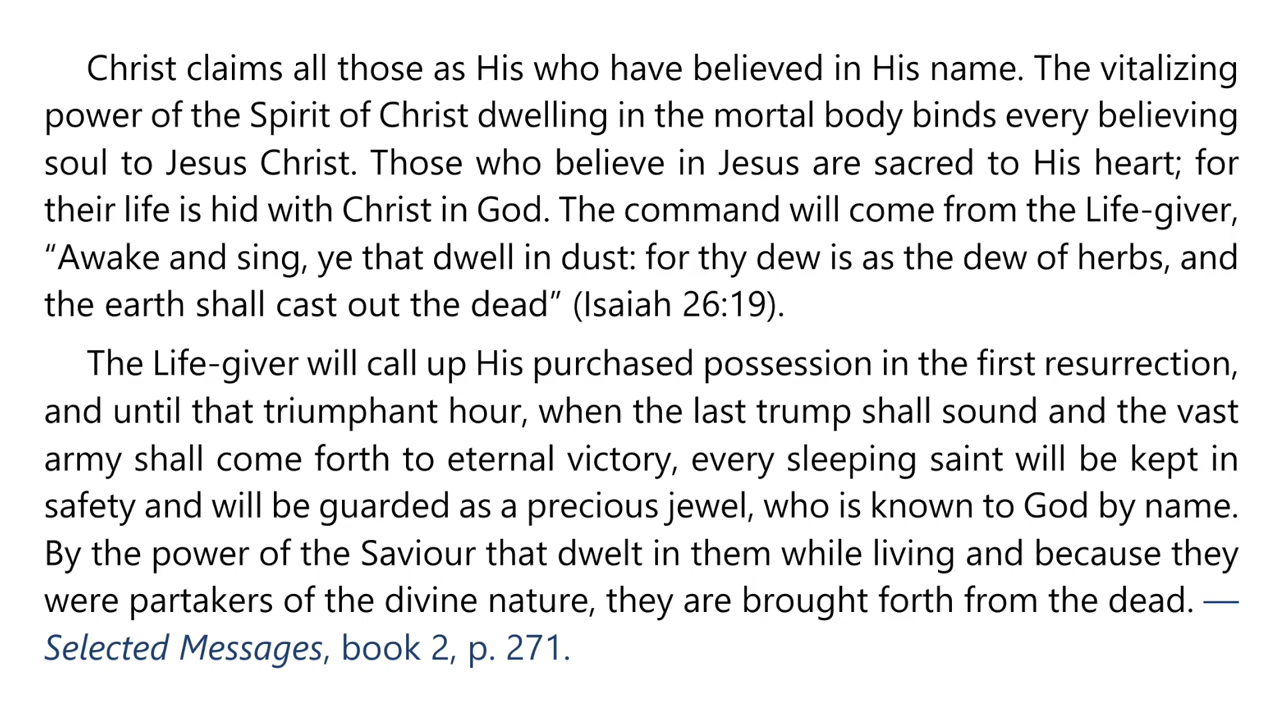 Christ claims all those as His who have believed in His name. The vitalizing
power of the Spirit of Christ dwelling in the mortal body binds every believing
soul to Jesus Christ. Those who believe in Jesus are sacred to His heart; for
their life is hid with Christ in God. The command will come from the Life-giver,
“Awake and sing, ye that dwell in dust: for thy dew is as the dew of herbs, and
the earth shall cast out the dead” (Isaiah 26:19).
The Life-giver will call up His purchased possession in the first resurrection,
and until that triumphant hour, when the last trump shall sound and the vast
army shall come forth to eternal victory, every sleeping saint will be kept in
safety and will be guarded as a precious jewel, who is known to God by name.
By the power of the Saviour that dwelt in them while living and because they
were partakers of the divine nature, they are brought forth from the dead. —
Selected Messages, book 2, p. 271.